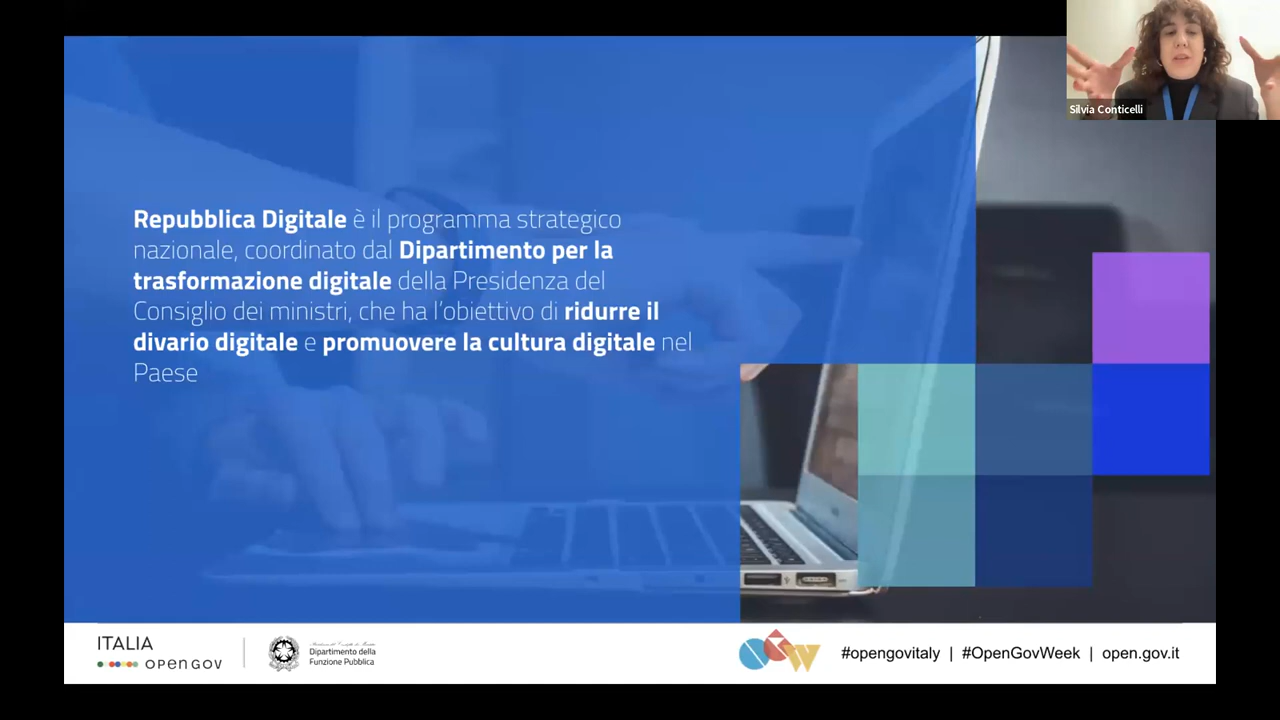 Silvia Conticelli
Repubblica Digitale è il programma strategico
nazionale, coordinato dal Dipartimento per la
trasformazione digitale della Presidenza del
Consiglio dei ministri, che ha l'obiettivo di ridurre il
divario digitale e promuovere la cultura digitale nel
Paese
ITALIA
OPENGOV
Dipartimento della
Funzione Pubblica
OGW
#opengovitaly | #OpenGovWeek | open.gov.it